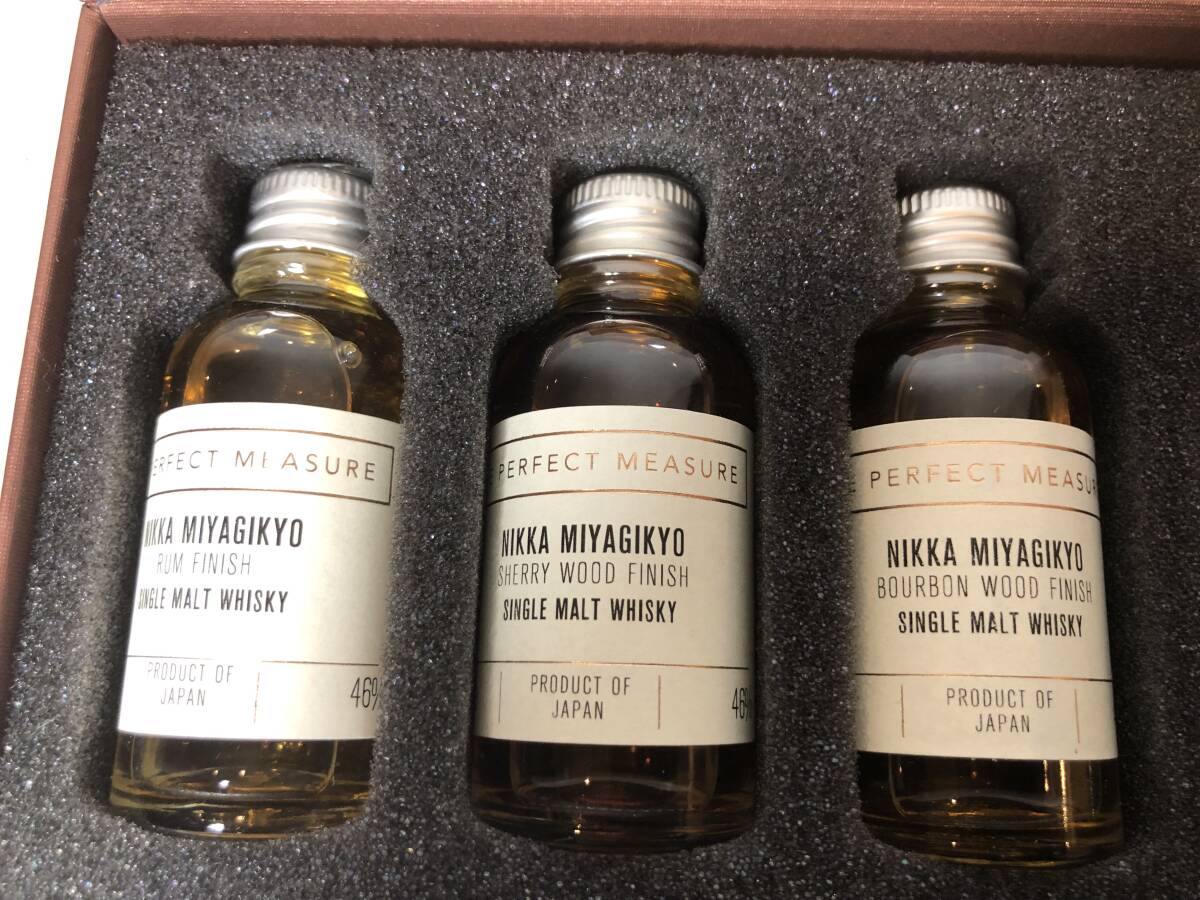 ERFECT MEASURE
NIKKA MIYAGIKYO
RUM FINISH
SINGLE MALT WHISKY
PRODUCT OF
JAPAN
46%
PERFECT MEASURE
NIKKA MIYAGIKYO
SHERRY WOOD FINISH
SINGLE MALT WHISKY
PRODUCT OF
JAPAN
46%
PERFECT MEASUR
NIKKA MIYAGIKYO
BOURBON WOOD FINISH
SINGLE MALT WHISKY
PRODUCT OF
JAPAN